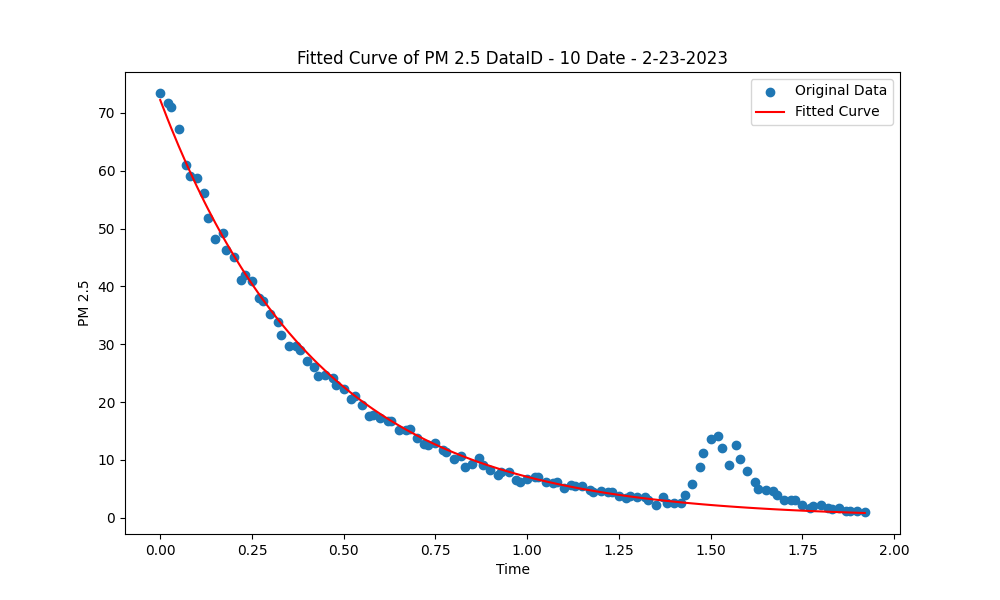 Fitted Curve of PM 2.5 DataID - 10 Date - 2-23-2023
Original Data
Fitted Curve
PM 2.5
70
60
50
40
30
20
10
0
0.00 0.25 0.50 0.75 1.00 1.25 1.50 1.75 2.00
Time